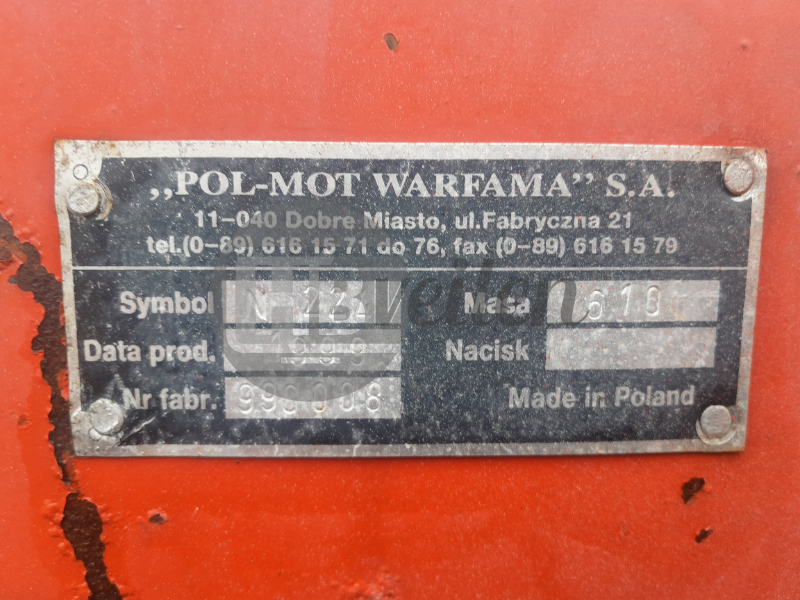 „POL-MOT WARFAMA” S.A.
11-040 Dobre Miasto, ul.Fabryczna 21
tel.(0-89) 616 15 71 do 76, fax (0-89) 616 15 79
Symbol Masa 610
Data prod. Nacisk
Nr fabr. Made in Poland